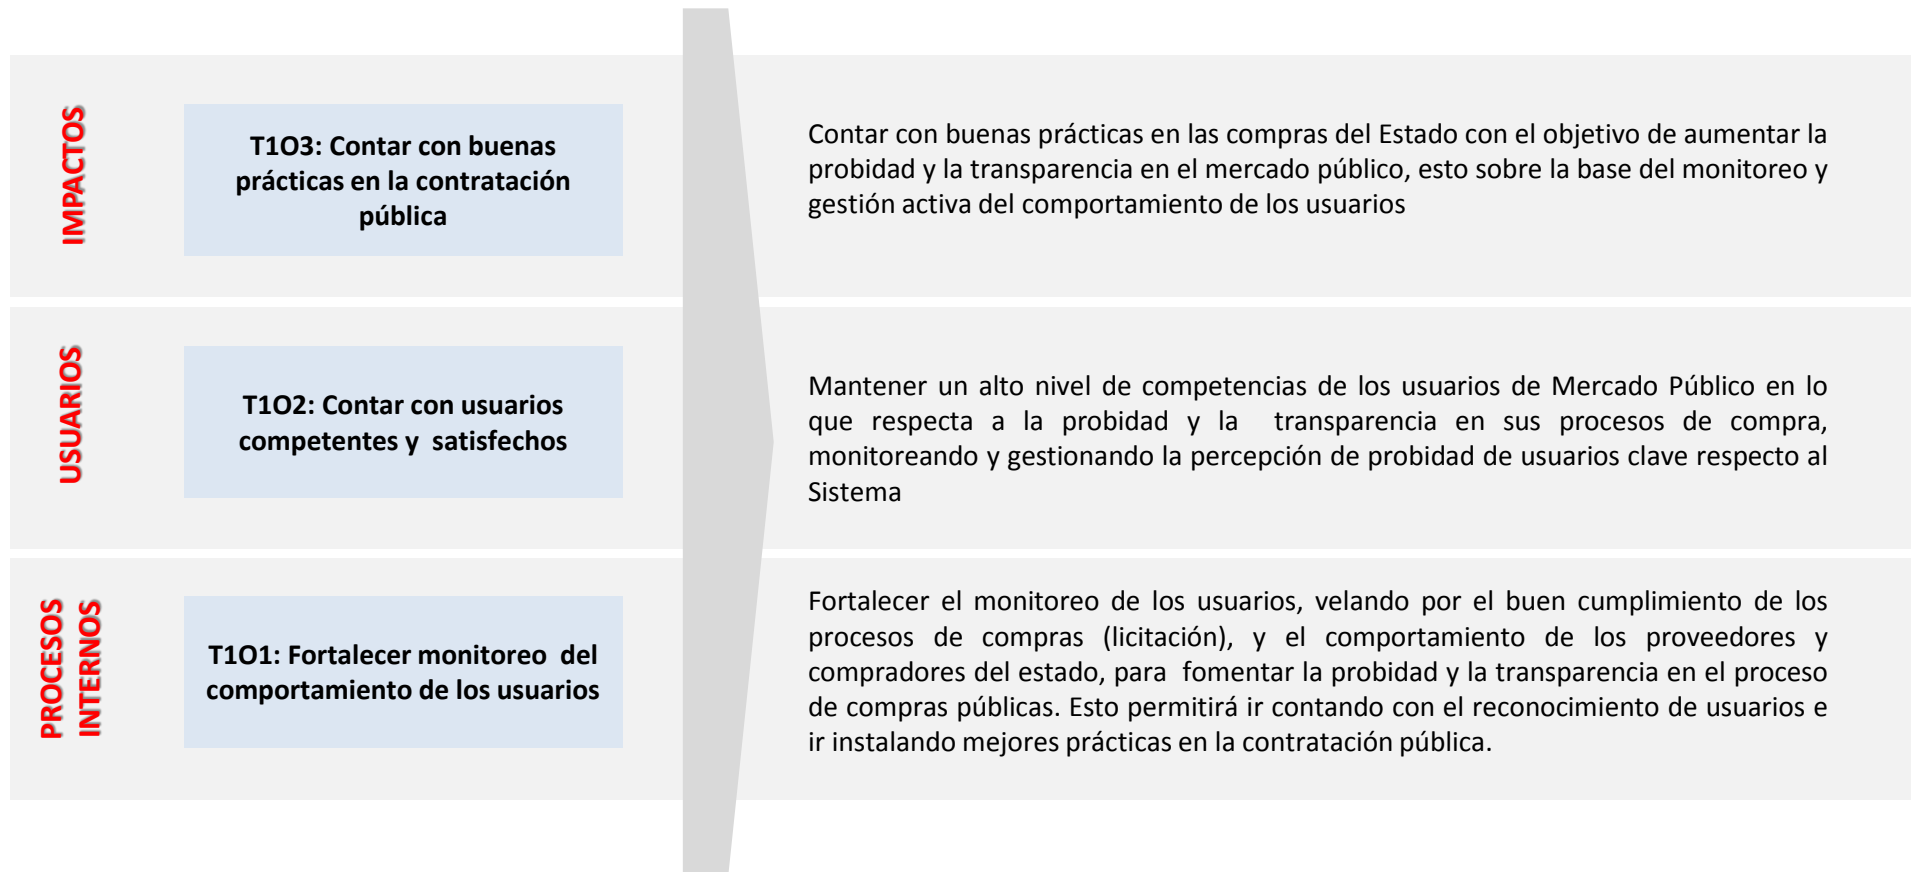 IMPACTOS
T1O3: Contar con buenas
prácticas en la contratación
pública
Contar con buenas prácticas en las compras del Estado con el objetivo de aumentar la
probidad y la transparencia en el mercado público, esto sobre la base del monitoreo y
gestión activa del comportamiento de los usuarios
USUARIOS
T1O2: Contar con usuarios
competentes y satisfechos
Mantener un alto nivel de competencias de los usuarios de Mercado Público en lo
que respecta a la probidad y la transparencia en sus procesos de compra,
monitoreando y gestionando la percepción de probidad de usuarios clave respecto al
Sistema
PROCESOS
INTERNOS
T1O1: Fortalecer monitoreo del
comportamiento de los usuarios
Fortalecer el monitoreo de los usuarios, velando por el buen cumplimiento de los
procesos de compras (licitación), y el comportamiento de los proveedores y
compradores del estado, para fomentar la probidad y la transparencia en el proceso
de compras públicas. Esto permitirá ir contando con el reconocimiento de usuarios e
ir instalando mejores prácticas en la contratación pública.